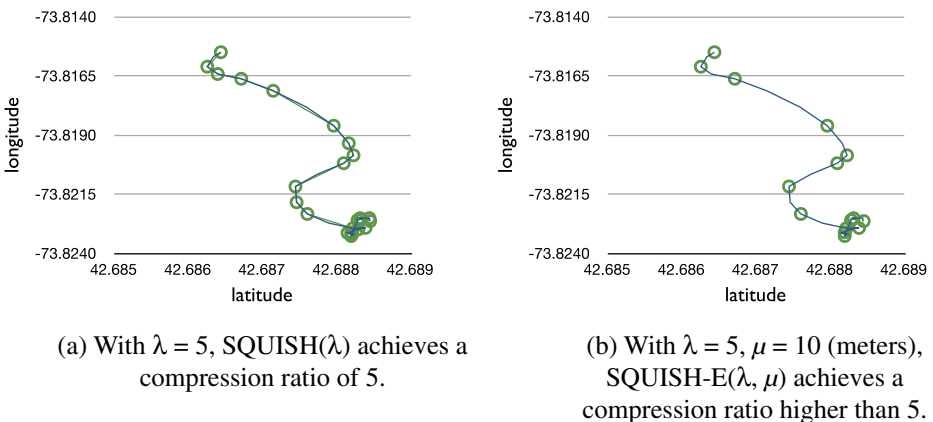 -73.8140
-73.8165
-73.8190
-73.8215
-73.8240
longitude
42.685 42.686 42.687 42.688 42.689
latitude
(a) With λ = 5, SQUISH(λ) achieves a
compression ratio of 5.
-73.8140
-73.8165
-73.8190
-73.8215
-73.8240
longitude
42.685 42.686 42.687 42.688 42.689
latitude
(b) With λ = 5, μ = 10 (meters),
SQUISH-E(λ, μ) achieves a
compression ratio higher than 5.